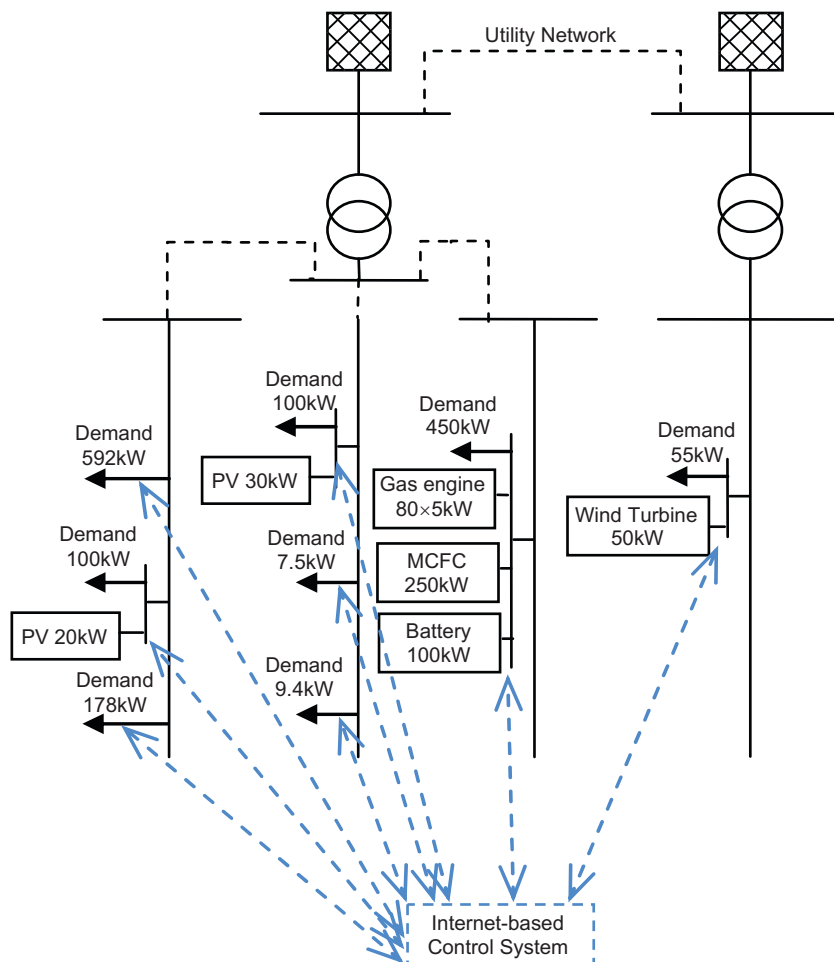 Utility Network
Demand
592kW
Demand
100kW
PV 20kW
Demand
178kW
Demand
100kW
PV 30kW
Demand
7.5kW
Demand
9.4kW
Demand
450kW
Gas engine
80×5kW
MCFC
250kW
Battery
100kW
Demand
55kW
Wind Turbine
50kW
Internet-based
Control System